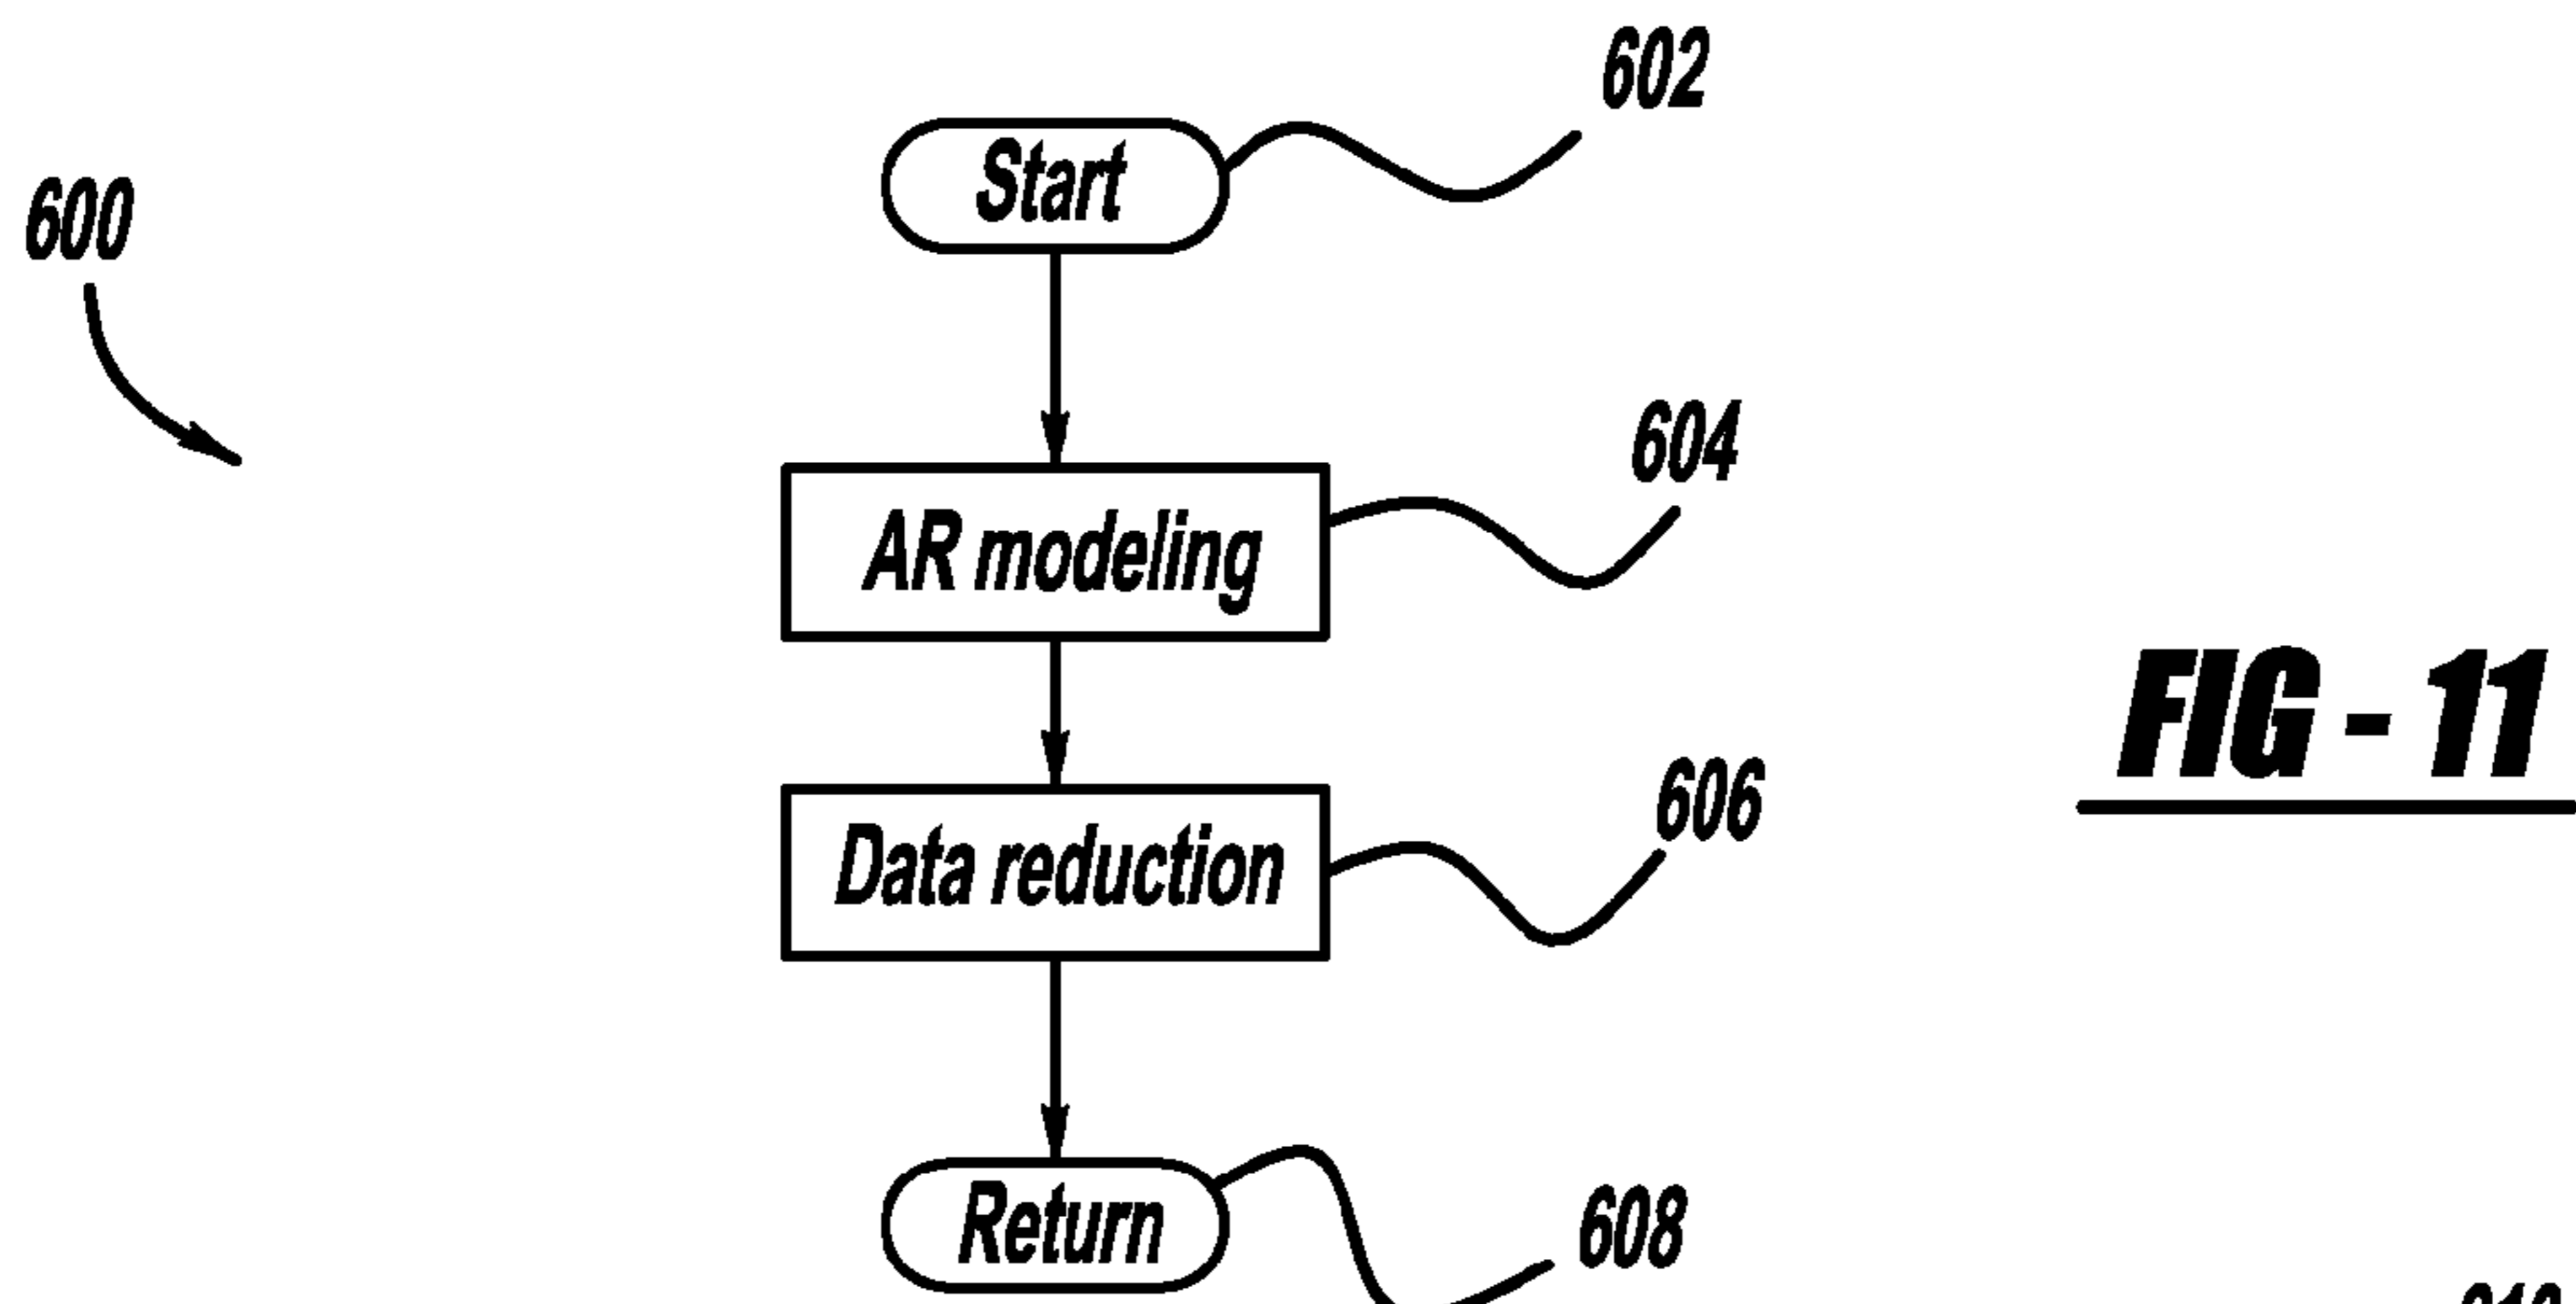 602
Start
600
604
AR modeling
FIG - 11
606
Data reduction
Return
608